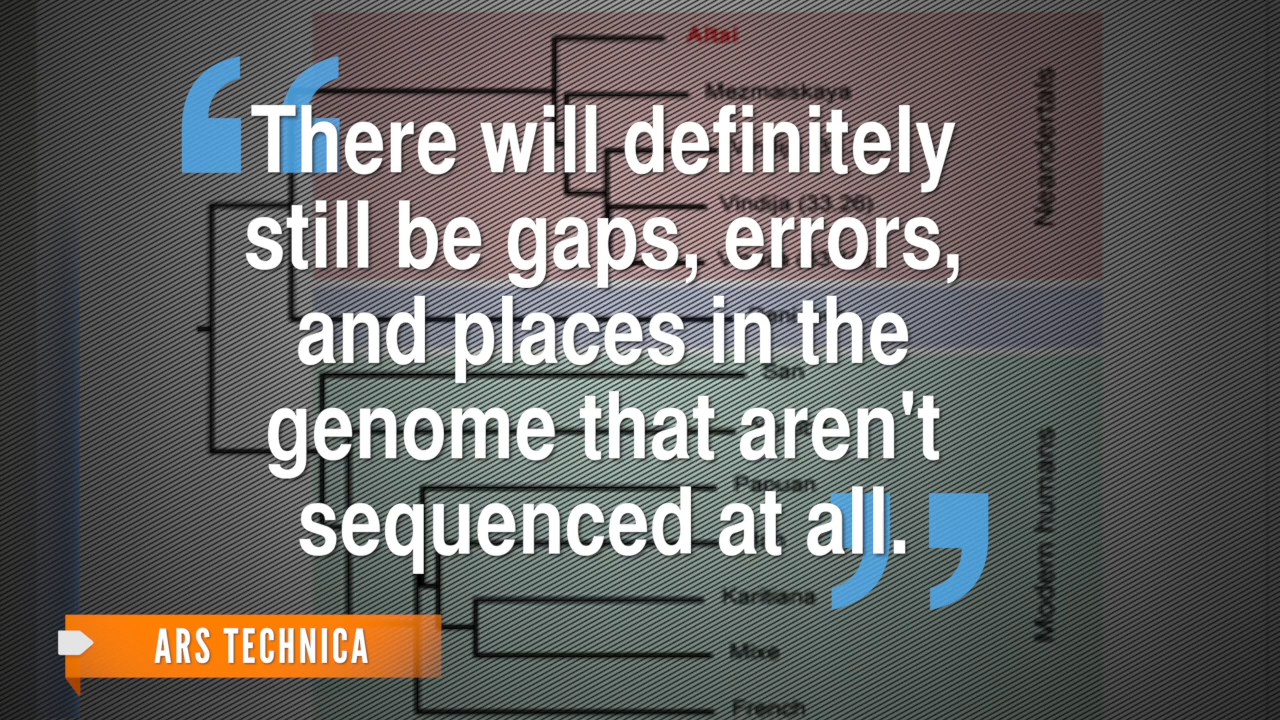 Altai
Mezmaiskaya
“There will definitely
still be gaps, errors,
and places in the
genome that aren't
sequenced at all.”
Vindija (33.26)
Neandertals
San
Papuan
Karitiana
Mixe
French
Modern humans
ARS TECHNICA